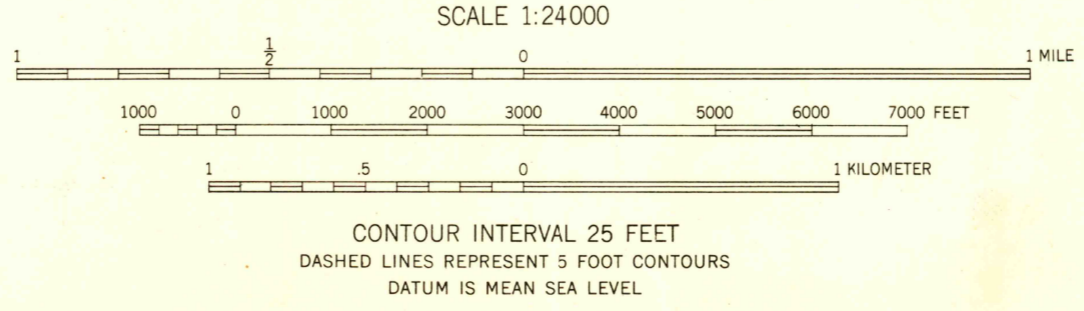 SCALE 1:24000
1 1/2 0 1 MILE
1000 0 1000 2000 3000 4000 5000 6000 7000 FEET
1 .5 0 1 KILOMETER
CONTOUR INTERVAL 25 FEET
DASHED LINES REPRESENT 5 FOOT CONTOURS
DATUM IS MEAN SEA LEVEL